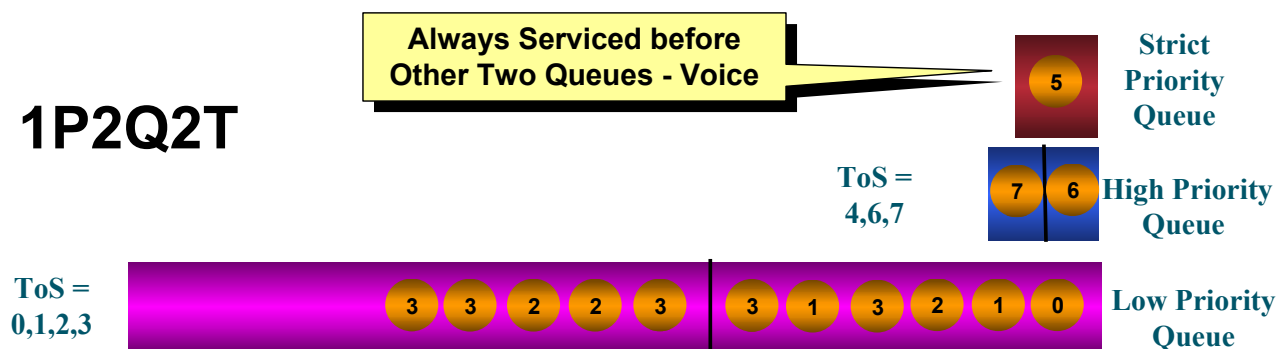 Always Serviced before
Other Two Queues - Voice
5
Strict
Priority
Queue
1P2Q2T
ToS =
4,6,7
7 6
High Priority
Queue
ToS =
0,1,2,3
3 3 2 2 3 3 1 3 2 1 0
Low Priority
Queue